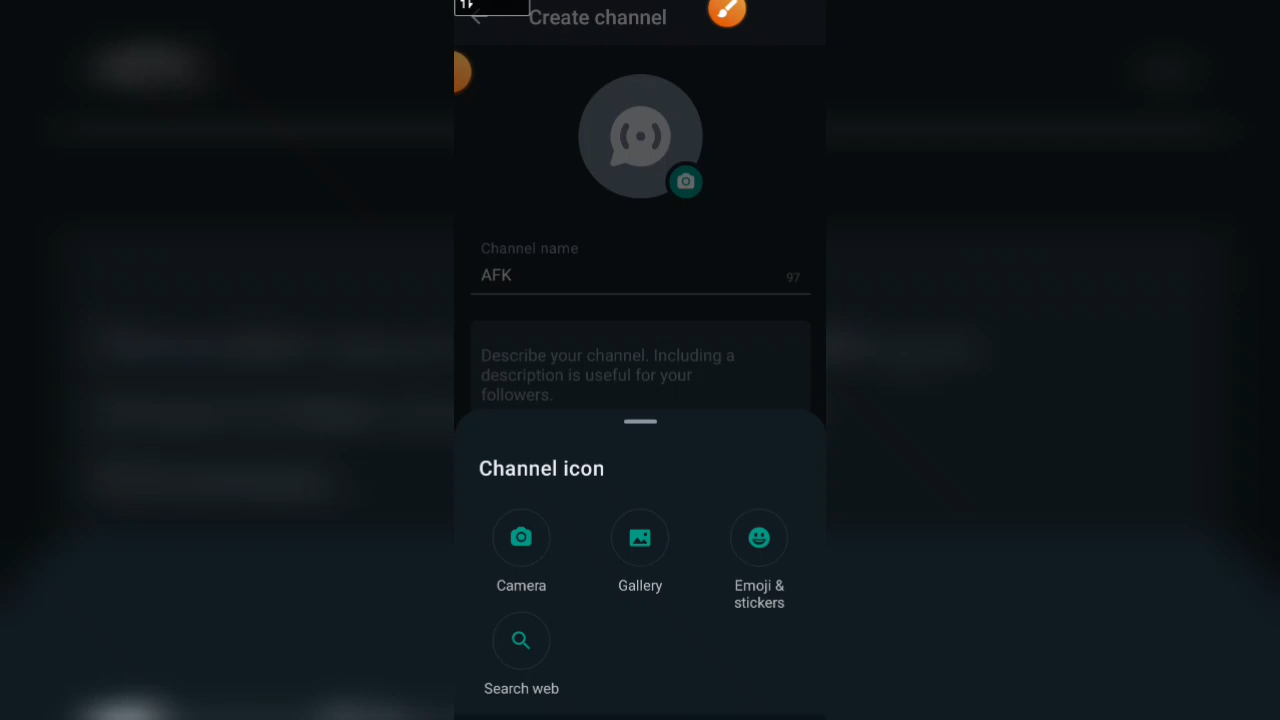 Create channel
Channel name
AFK
97
Describe your channel. Including a
description is useful for your
followers.
Channel icon
Camera
Gallery
Emoji &
stickers
Search web